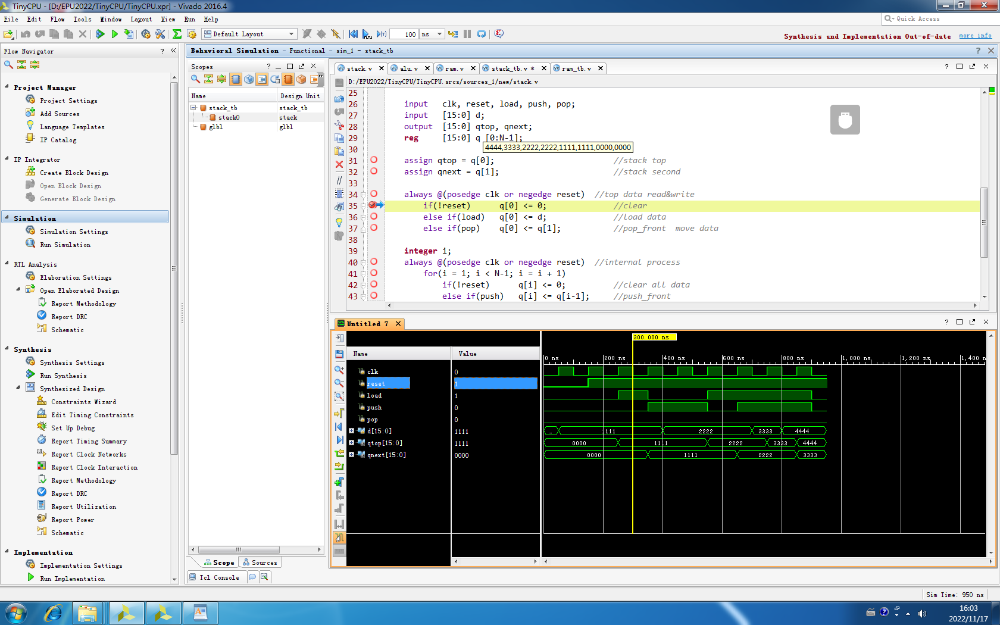 TinyCPU - [D:/EPU2022/TinyCPU/TinyCPU.xpr] - Vivado 2016.4
File Edit Flow Tools Window Layout View Run Help
Quick Access
Default Layout
100 ns
Synthesis and Implementation Out-of-date more info
Flow Navigator
Project Manager
Project Settings
Add Sources
Language Templates
IP Catalog
IP Integrator
Create Block Design
Open Block Design
Generate Block Design
Simulation
Simulation Settings
Run Simulation
RTL Analysis
Elaboration Settings
Open Elaborated Design
Report Methodology
Report DRC
Schematic
Synthesis
Synthesis Settings
Run Synthesis
Synthesized Design
Constraints Wizard
Edit Timing Constraints
Set Up Debug
Report Timing Summary
Report Clock Networks
Report Clock Interaction
Report Methodology
Report DRC
Report Utilization
Report Power
Schematic
Implementation
Implementation Settings
Run Implementation
Behavioral Simulation - Functional - sim_1 - stack_tb
Scopes
Name Design Unit
stack_tb stack_tb
stack0 stack
glbl glbl
Scope Sources
Tcl Console
stack.v alu.v ram.v stack_tb.v * ram_tb.v
D:/EPU2022/TinyCPU/TinyCPU.srcs/sources_1/new/stack.v
25
26 input clk, reset, load, push, pop;
27 input [15:0] d;
28 output [15:0] qtop, qnext;
29 reg [15:0] q [0:N-1];
30
4444,3333,2222,2222,1111,1111,0000,0000
31 assign qtop = q[0]; //stack top
32 assign qnext = q[1]; //stack second
33
34 always @(posedge clk or negedge reset) //top data read&write
35 if(!reset) q[0] <= 0; //clear
36 else if(load) q[0] <= d; //load data
37 else if(pop) q[0] <= q[1]; //pop_front move data
38
39 integer i;
40 always @(posedge clk or negedge reset) //internal process
41 for(i = 1; i < N-1; i = i + 1)
42 if(!reset) q[i] <= 0; //clear all data
43 else if(push) q[i] <= q[i-1]; //push_front
Untitled 7
300.000 ns
Name Value
0 ns 200 ns 400 ns 600 ns 800 ns 1,000 ns 1,200 ns 1,400 n
clk 0
reset 1
load 1
push 0
pop 0
d[15:0] 1111 ... 1111 2222 3333 4444
qtop[15:0] 1111 0000 1111 2222 3333 4444
qnext[15:0] 0000 0000 1111 2222 3333
Sim Time: 950 ns
16:03
2022/11/17